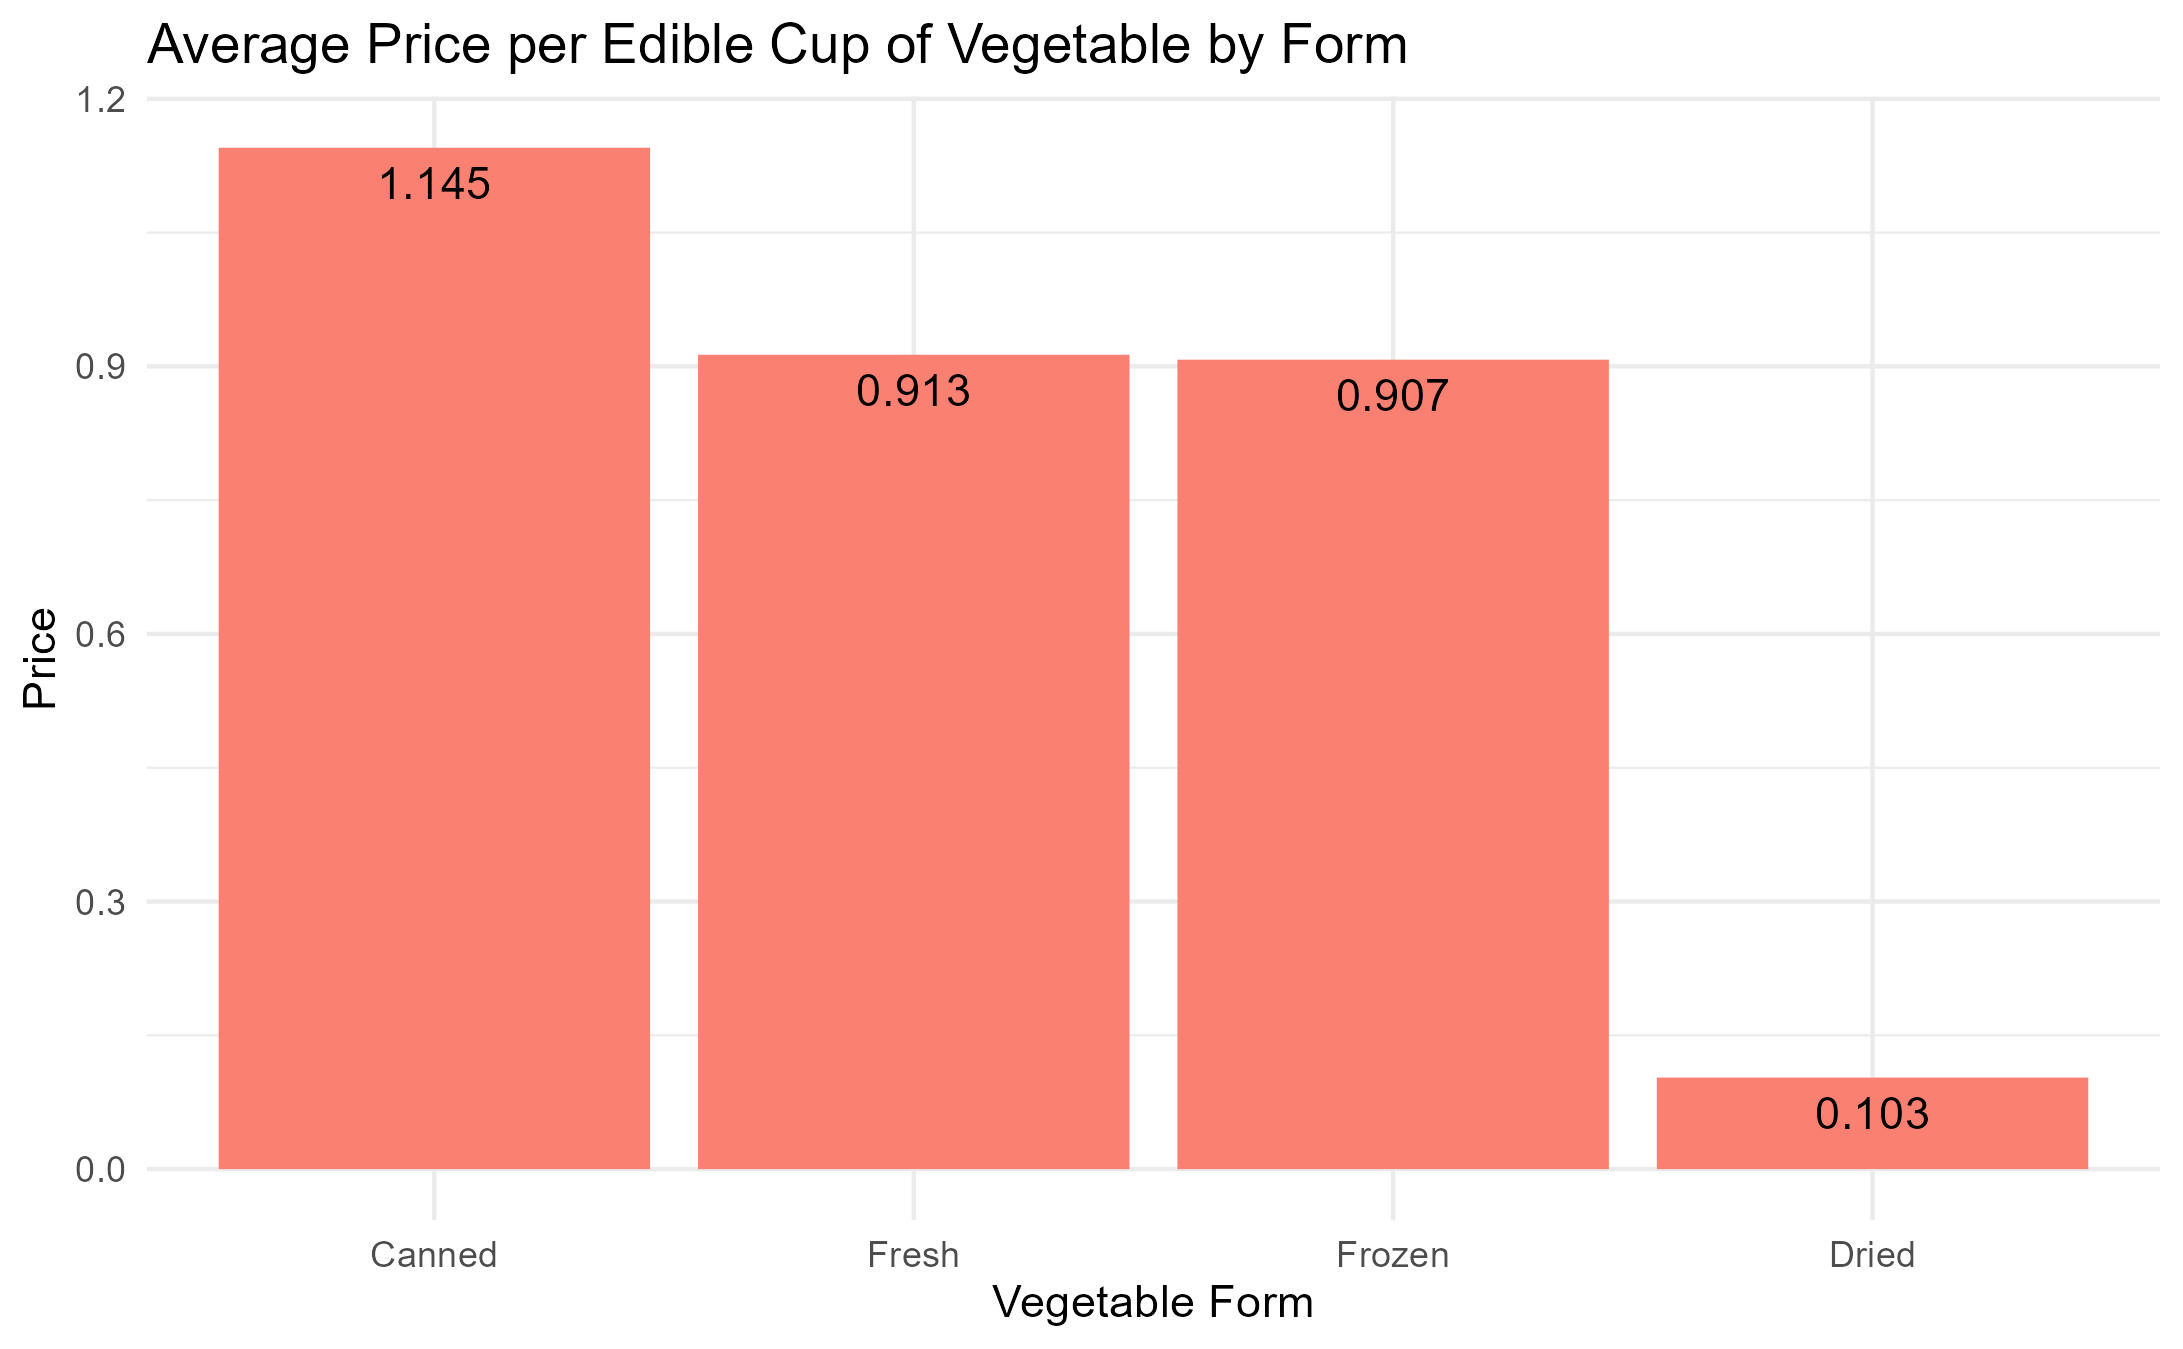 Average Price per Edible Cup of Vegetable by Form
1.2
0.9
0.6
0.3
0.0
Price
1.145
0.913
0.907
0.103
Canned
Fresh
Frozen
Dried
Vegetable Form